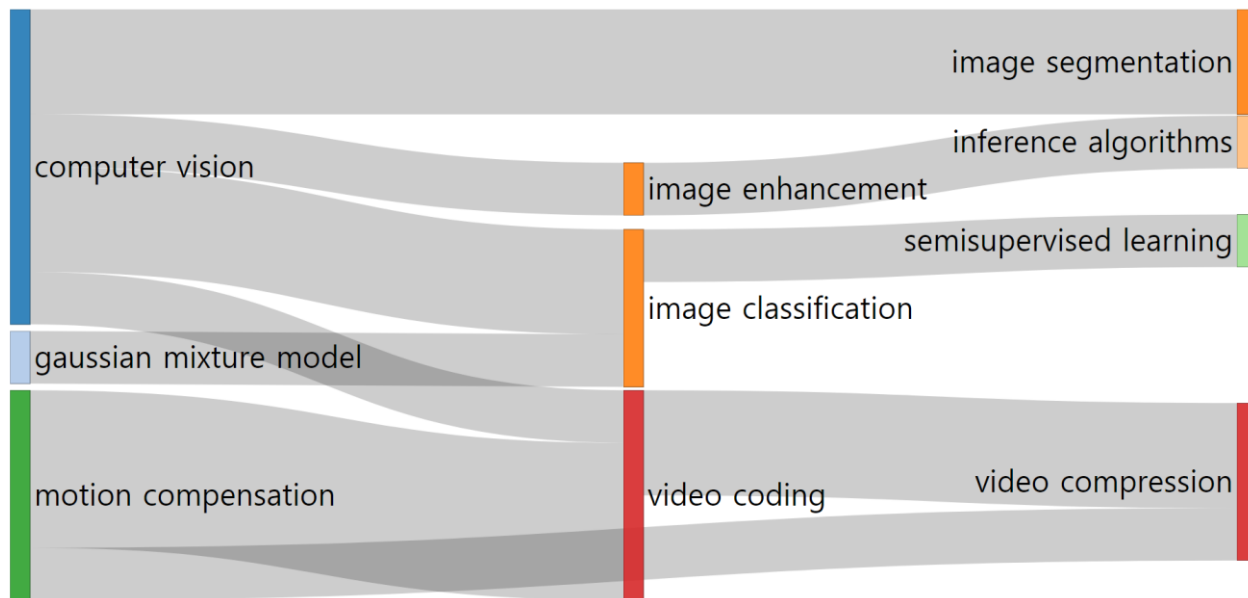 computer vision
gaussian mixture model
motion compensation
image enhancement
image classification
video coding
image segmentation
inference algorithms
semisupervised learning
video compression